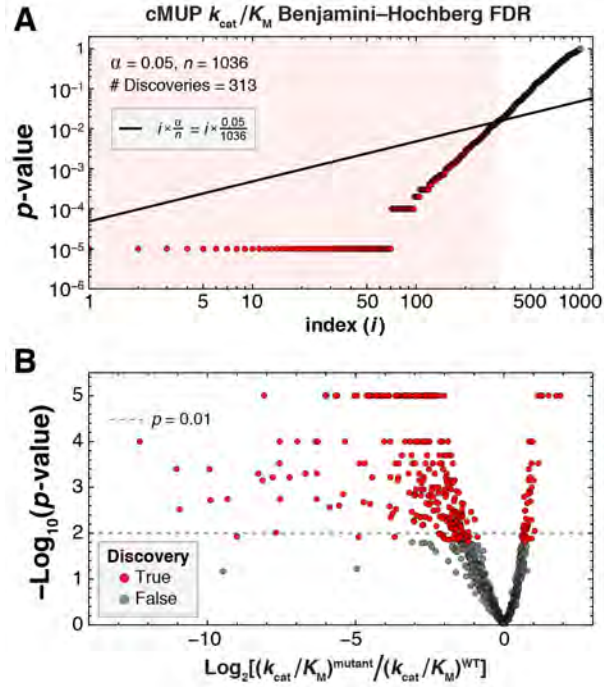 A
cMUP kcat/KM Benjamini–Hochberg FDR
α = 0.05, n = 1036
# Discoveries = 313
i × α/n = i × 0.05/1036
p-value
1
10⁻¹
10⁻²
10⁻³
10⁻⁴
10⁻⁵
10⁻⁶
1 5 10 50 100 500 1000
index (i)
B
–Log₁₀(p-value)
5
4
3
2
1
0
p = 0.01
Discovery
True
False
−10 −5 0
Log₂[(kcat/KM)ᵐᵘᵗᵃⁿᵗ/(kcat/KM)ᵂᵀ]